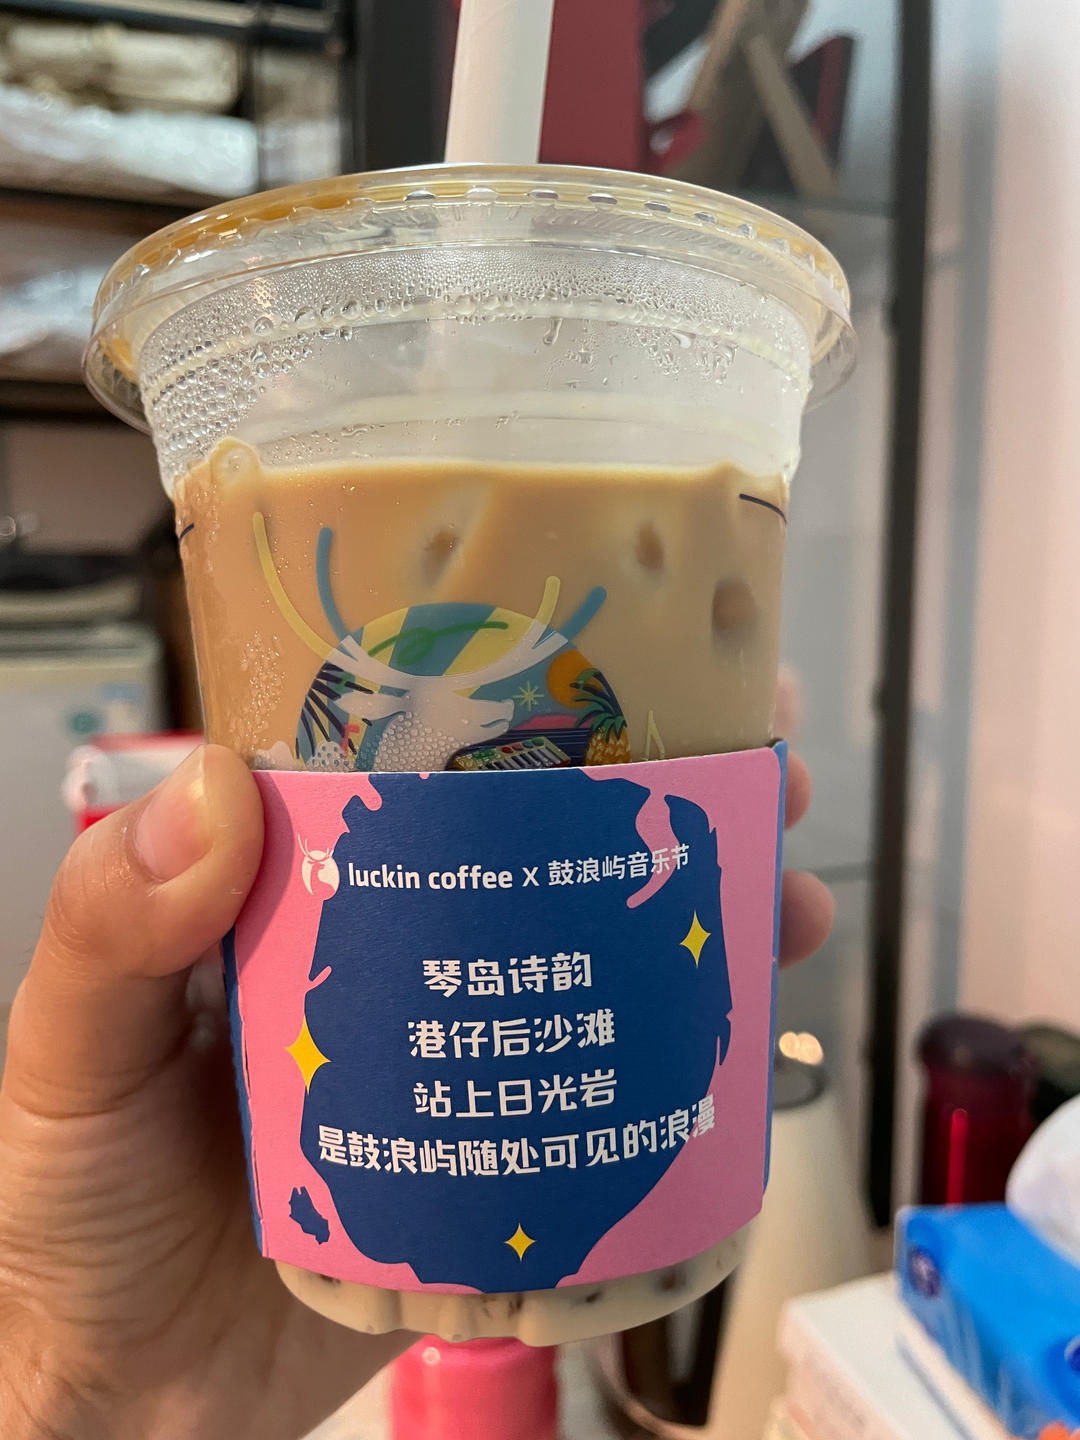 luckin coffee X 鼓浪屿音乐节
琴岛诗韵
港仔后沙滩
站上日光岩
是鼓浪屿随处可见的浪漫